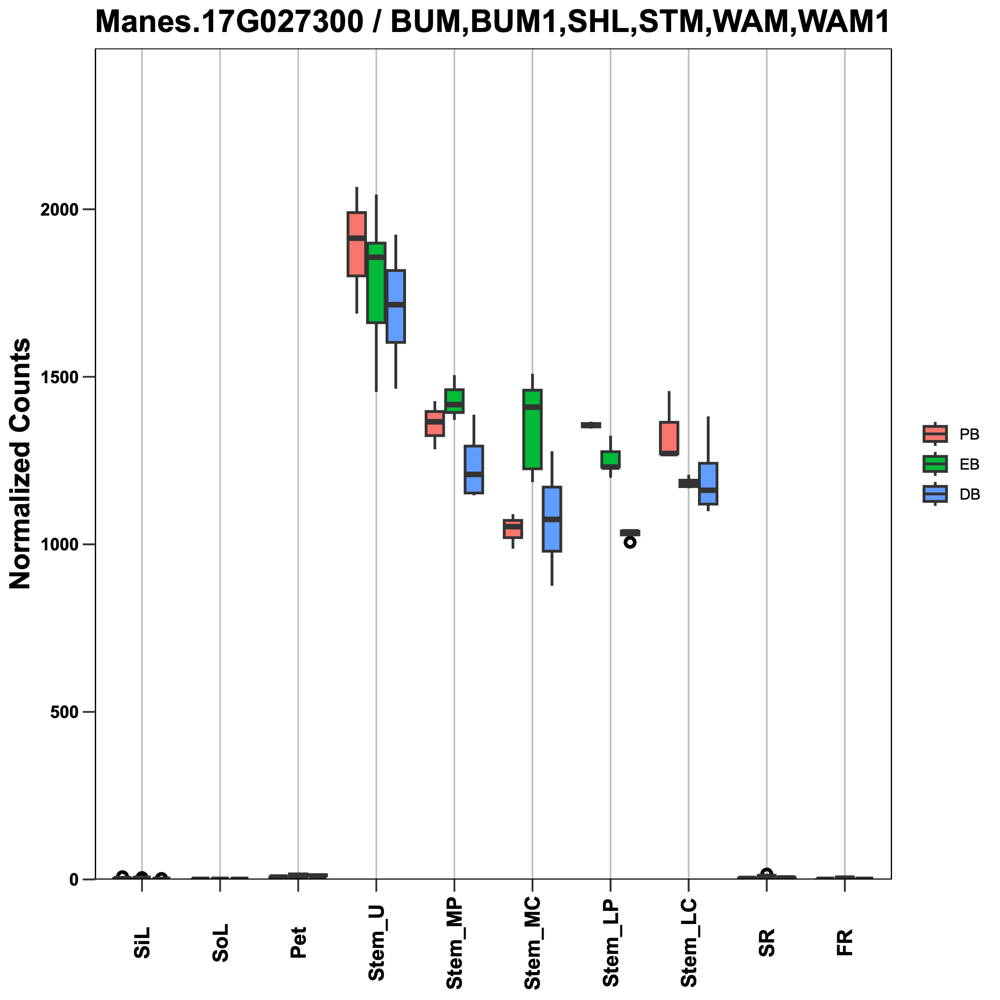 Manes.17G027300 / BUM,BUM1,SHL,STM,WAM,WAM1
Normalized Counts
2000
1500
1000
500
0
SiL
SoL
Pet
Stem_U
Stem_MP
Stem_MC
Stem_LP
Stem_LC
SR
FR
PB
EB
DB